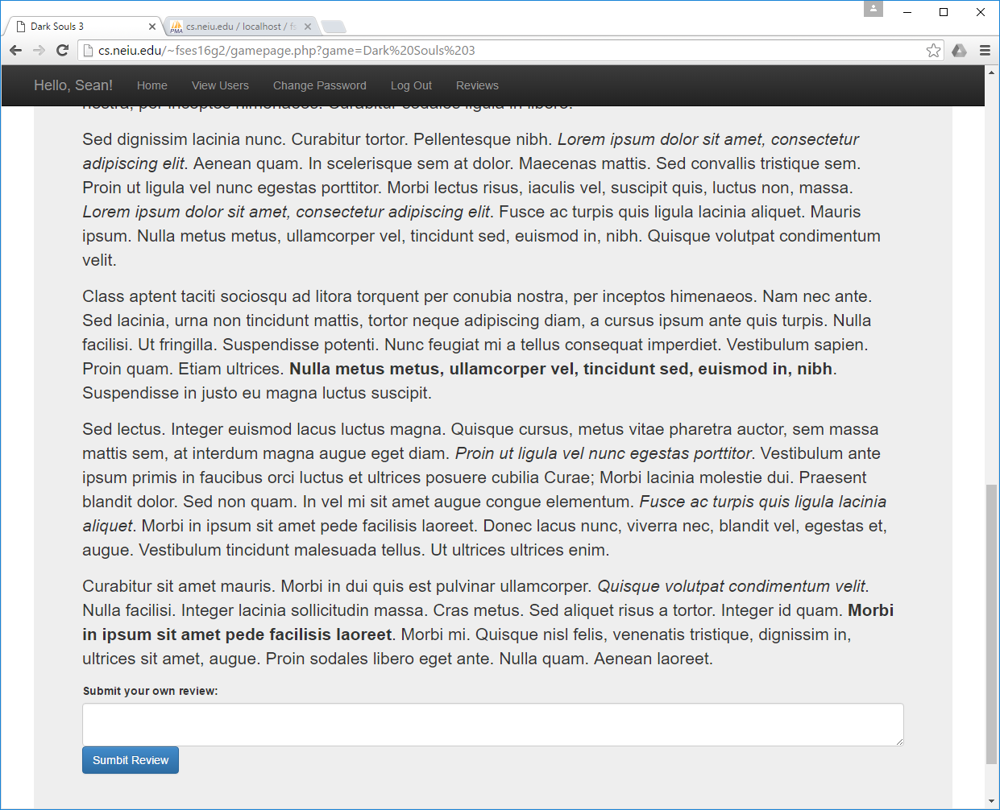 Dark Souls 3
cs.neiu.edu / localhost / fs
cs.neiu.edu/~fses16g2/gamepage.php?game=Dark%20Souls%203
Hello, Sean! Home View Users Change Password Log Out Reviews
nostra, per inceptos himenaeos. Curabitur sodales ligula in libero.
Sed dignissim lacinia nunc. Curabitur tortor. Pellentesque nibh. Lorem ipsum dolor sit amet, consectetur
adipiscing elit. Aenean quam. In scelerisque sem at dolor. Maecenas mattis. Sed convallis tristique sem.
Proin ut ligula vel nunc egestas porttitor. Morbi lectus risus, iaculis vel, suscipit quis, luctus non, massa.
Lorem ipsum dolor sit amet, consectetur adipiscing elit. Fusce ac turpis quis ligula lacinia aliquet. Mauris
ipsum. Nulla metus metus, ullamcorper vel, tincidunt sed, euismod in, nibh. Quisque volutpat condimentum
velit.
Class aptent taciti sociosqu ad litora torquent per conubia nostra, per inceptos himenaeos. Nam nec ante.
Sed lacinia, urna non tincidunt mattis, tortor neque adipiscing diam, a cursus ipsum ante quis turpis. Nulla
facilisi. Ut fringilla. Suspendisse potenti. Nunc feugiat mi a tellus consequat imperdiet. Vestibulum sapien.
Proin quam. Etiam ultrices. Nulla metus metus, ullamcorper vel, tincidunt sed, euismod in, nibh.
Suspendisse in justo eu magna luctus suscipit.
Sed lectus. Integer euismod lacus luctus magna. Quisque cursus, metus vitae pharetra auctor, sem massa
mattis sem, at interdum magna augue eget diam. Proin ut ligula vel nunc egestas porttitor. Vestibulum ante
ipsum primis in faucibus orci luctus et ultrices posuere cubilia Curae; Morbi lacinia molestie dui. Praesent
blandit dolor. Sed non quam. In vel mi sit amet augue congue elementum. Fusce ac turpis quis ligula lacinia
aliquet. Morbi in ipsum sit amet pede facilisis laoreet. Donec lacus nunc, viverra nec, blandit vel, egestas et,
augue. Vestibulum tincidunt malesuada tellus. Ut ultrices ultrices enim.
Curabitur sit amet mauris. Morbi in dui quis est pulvinar ullamcorper. Quisque volutpat condimentum velit.
Nulla facilisi. Integer lacinia sollicitudin massa. Cras metus. Sed aliquet risus a tortor. Integer id quam. Morbi
in ipsum sit amet pede facilisis laoreet. Morbi mi. Quisque nisl felis, venenatis tristique, dignissim in,
ultrices sit amet, augue. Proin sodales libero eget ante. Nulla quam. Aenean laoreet.
Submit your own review:
Sumbit Review